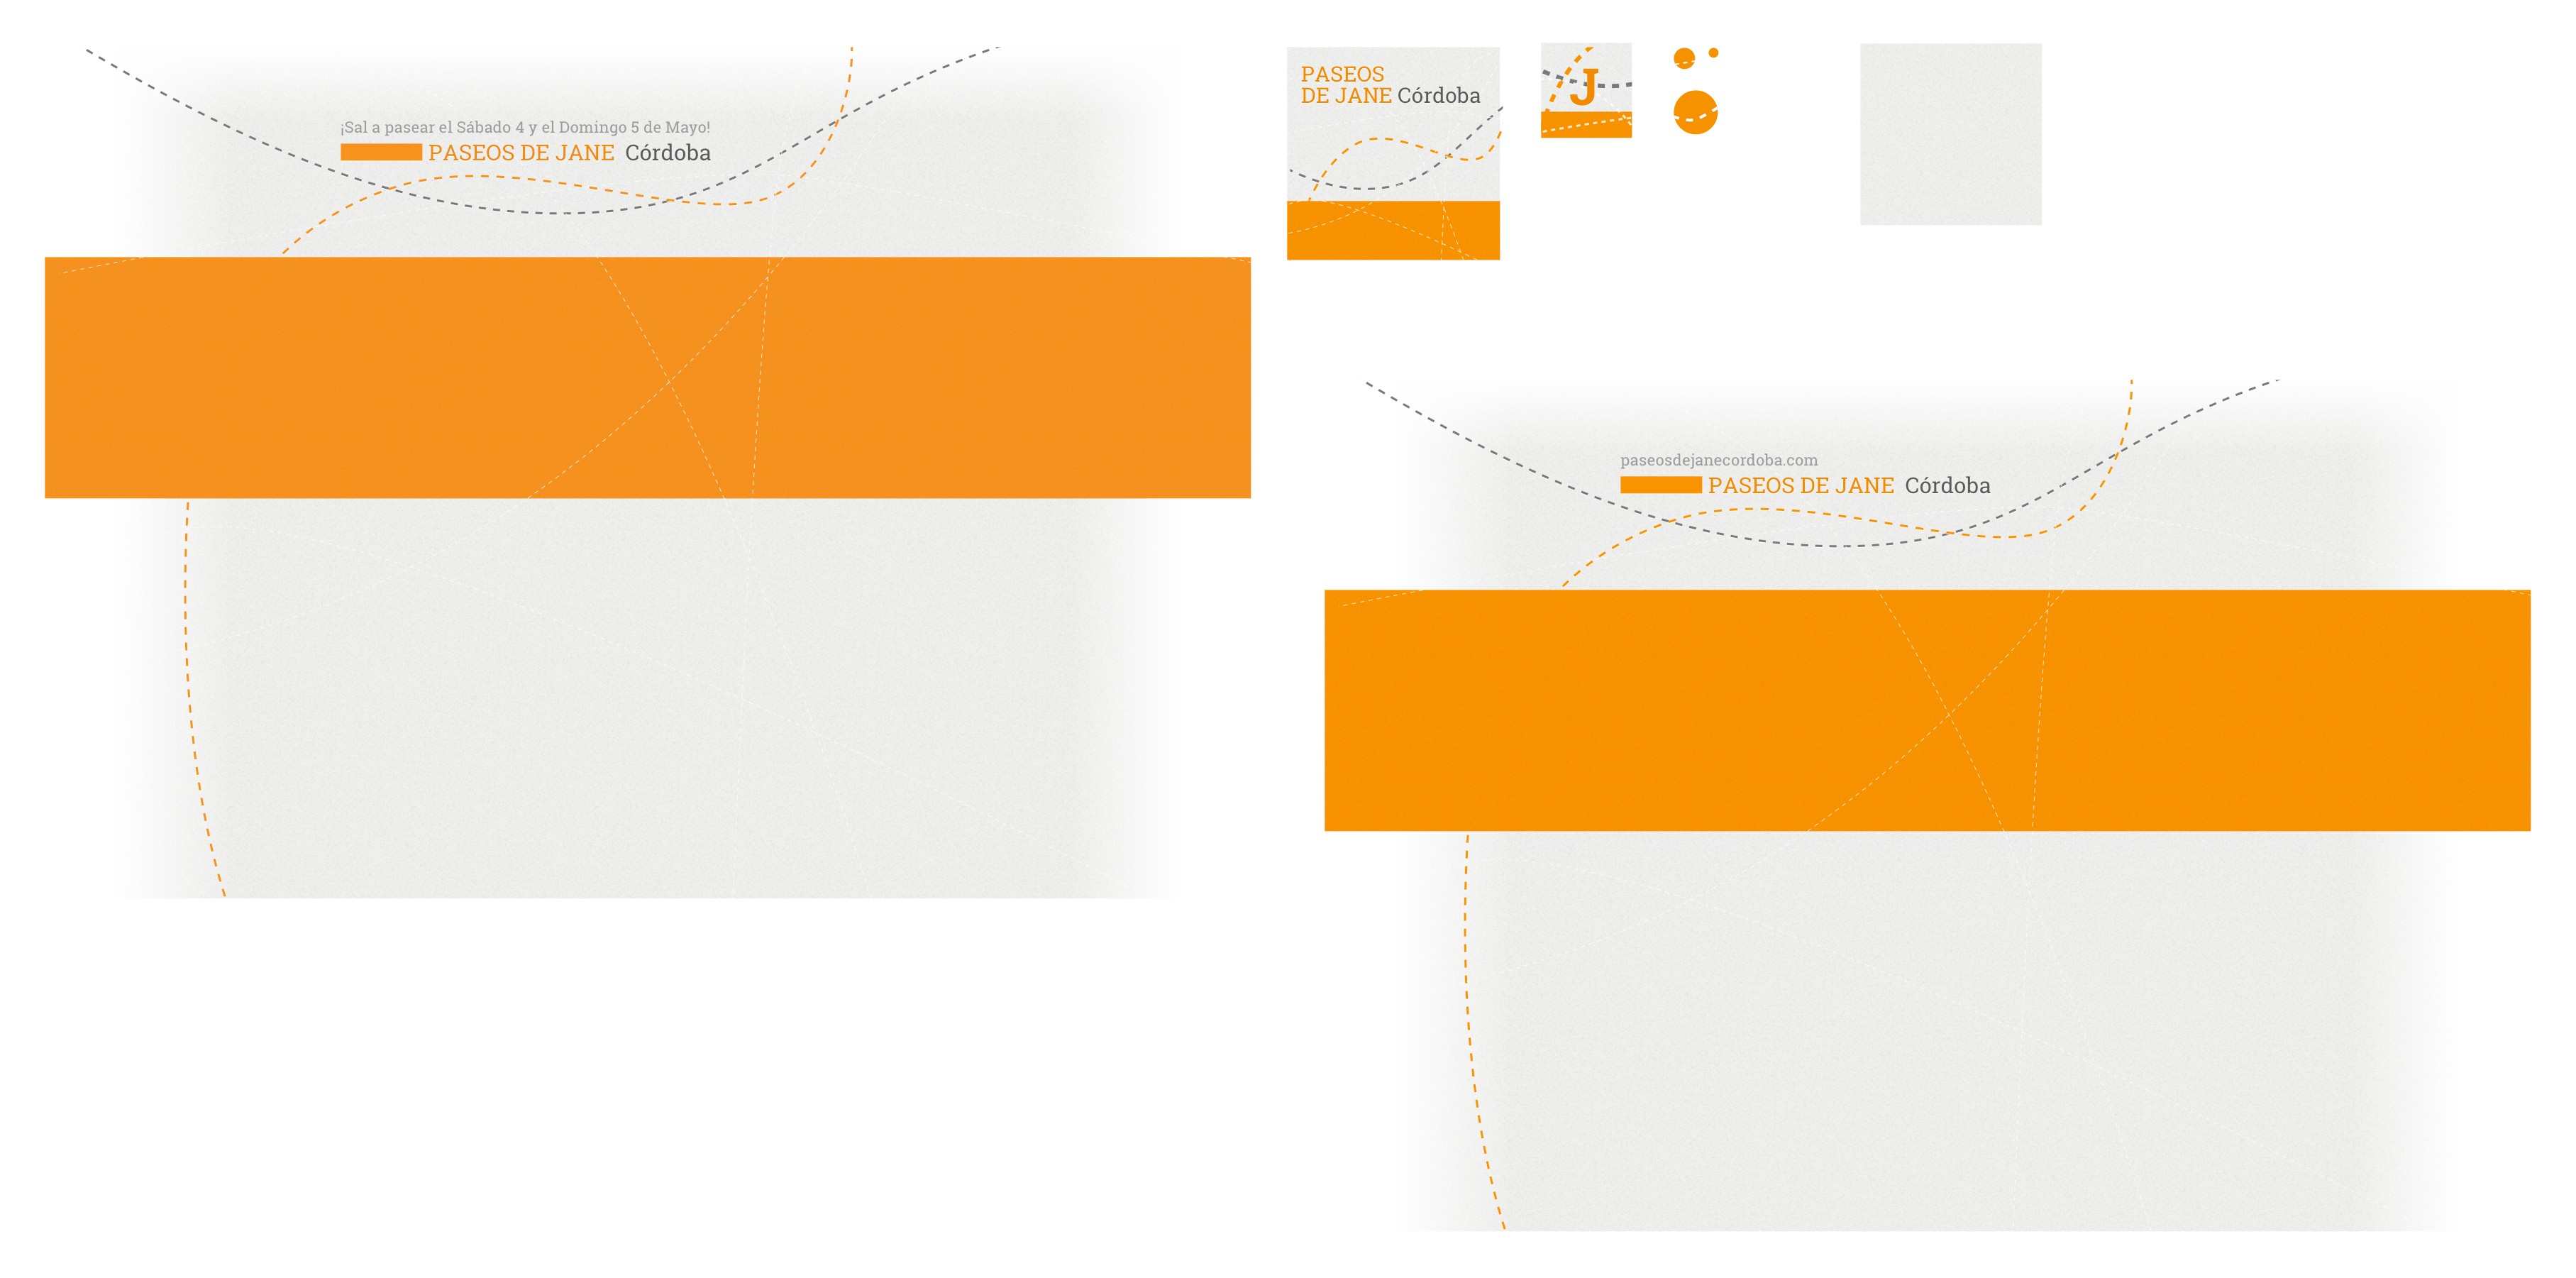 ¡Sal a pasear el Sábado 4 y el Domingo 5 de Mayo!
PASEOS DE JANE Córdoba
PASEOS
DE JANE Córdoba
J
paseosdejanecordoba.com
PASEOS DE JANE Córdoba